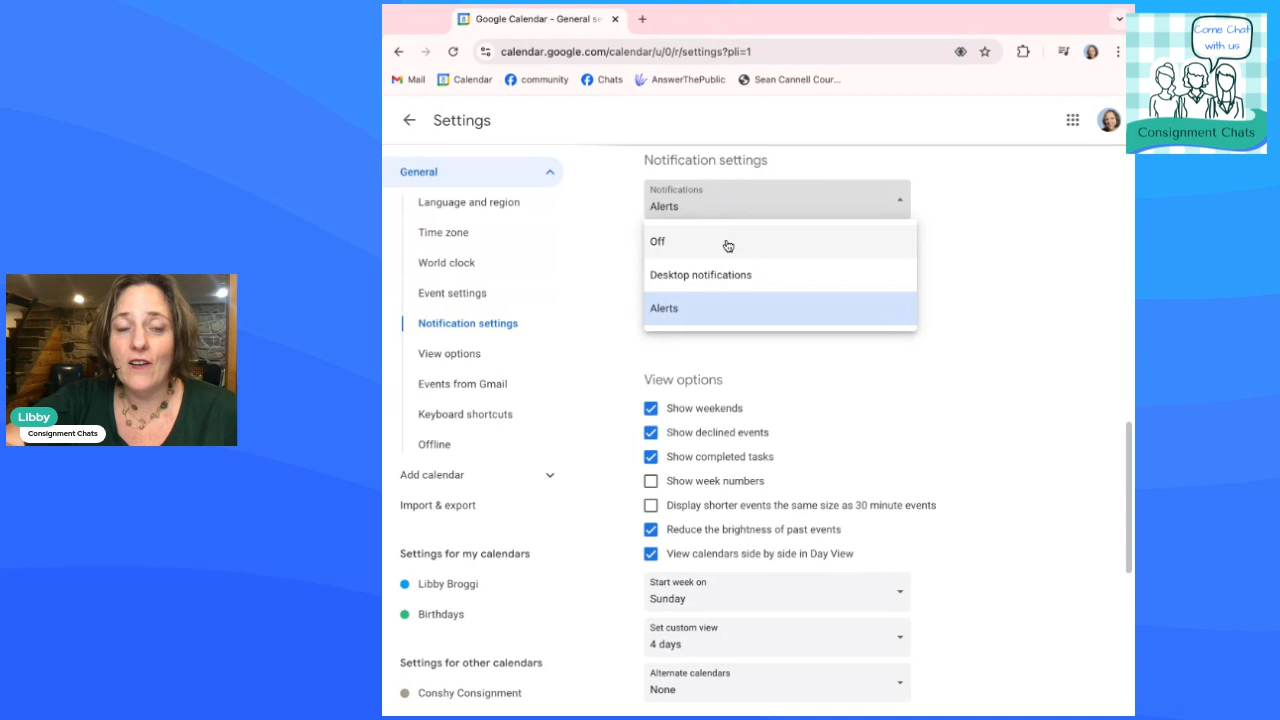 Google Calendar - General se
calendar.google.com/calendar/u/0/r/settings?pli=1
Mail
Calendar
community
Chats
AnswerThePublic
Sean Cannell Cour...
Come Chat
with us
Consignment Chats
Settings
General
Language and region
Time zone
World clock
Event settings
Notification settings
View options
Events from Gmail
Keyboard shortcuts
Offline
Add calendar
Import & export
Settings for my calendars
Libby Broggi
Birthdays
Settings for other calendars
Conshy Consignment
Notification settings
Notifications
Alerts
Off
Desktop notifications
Alerts
View options
Show weekends
Show declined events
Show completed tasks
Show week numbers
Display shorter events the same size as 30 minute events
Reduce the brightness of past events
View calendars side by side in Day View
Start week on
Sunday
Set custom view
4 days
Alternate calendars
None
Libby
Consignment Chats